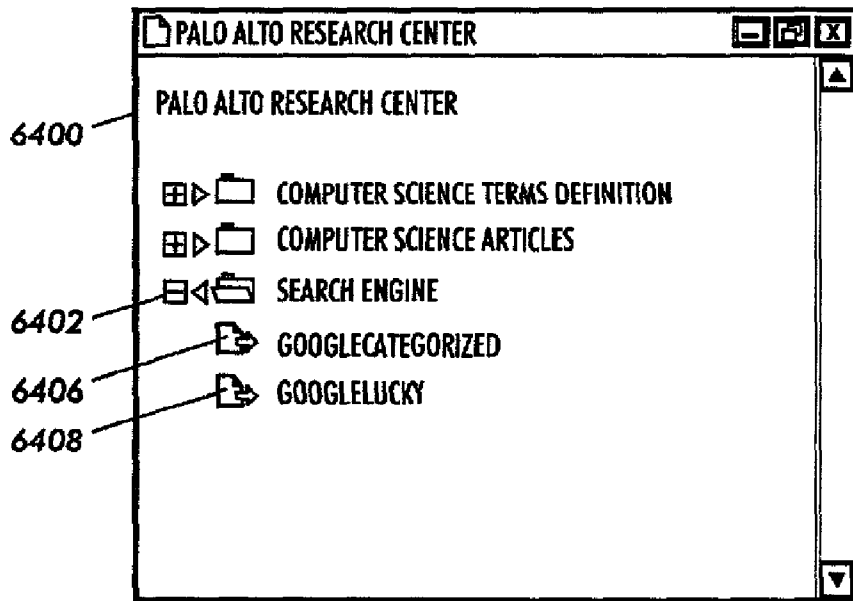 PALO ALTO RESEARCH CENTER
X
PALO ALTO RESEARCH CENTER
6400
COMPUTER SCIENCE TERMS DEFINITION
COMPUTER SCIENCE ARTICLES
6402
SEARCH ENGINE
6406
GOOGLECATEGORIZED
6408
GOOGLELUCKY